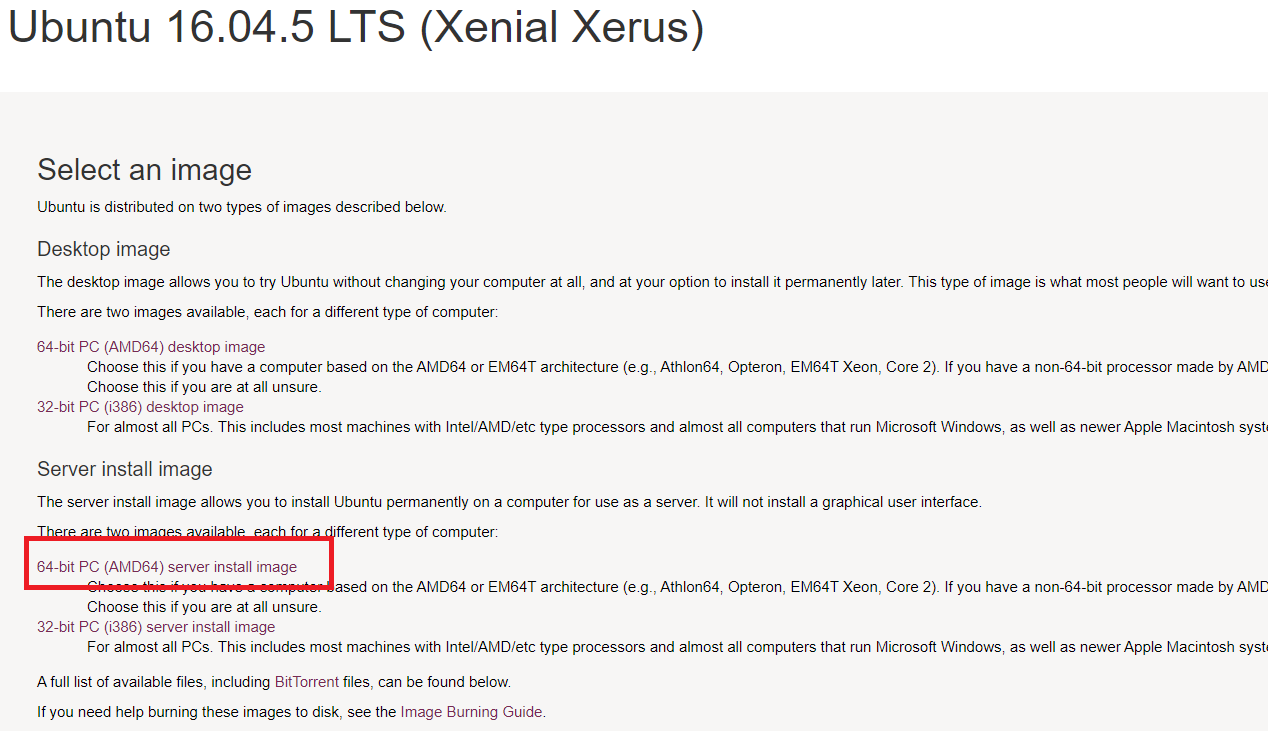 Ubuntu 16.04.5 LTS (Xenial Xerus)
Select an image
Ubuntu is distributed on two types of images described below.
Desktop image
The desktop image allows you to try Ubuntu without changing your computer at all, and at your option to install it permanently later. This type of image is what most people will want to use
There are two images available, each for a different type of computer:
64-bit PC (AMD64) desktop image
Choose this if you have a computer based on the AMD64 or EM64T architecture (e.g., Athlon64, Opteron, EM64T Xeon, Core 2). If you have a non-64-bit processor made by AMD
Choose this if you are at all unsure.
32-bit PC (i386) desktop image
For almost all PCs. This includes most machines with Intel/AMD/etc type processors and almost all computers that run Microsoft Windows, as well as newer Apple Macintosh syst
Server install image
The server install image allows you to install Ubuntu permanently on a computer for use as a server. It will not install a graphical user interface.
There are two images available, each for a different type of computer:
64-bit PC (AMD64) server install image
Choose this if you have a computer based on the AMD64 or EM64T architecture (e.g., Athlon64, Opteron, EM64T Xeon, Core 2). If you have a non-64-bit processor made by AMD
Choose this if you are at all unsure.
32-bit PC (i386) server install image
For almost all PCs. This includes most machines with Intel/AMD/etc type processors and almost all computers that run Microsoft Windows, as well as newer Apple Macintosh syst
A full list of available files, including BitTorrent files, can be found below.
If you need help burning these images to disk, see the Image Burning Guide.